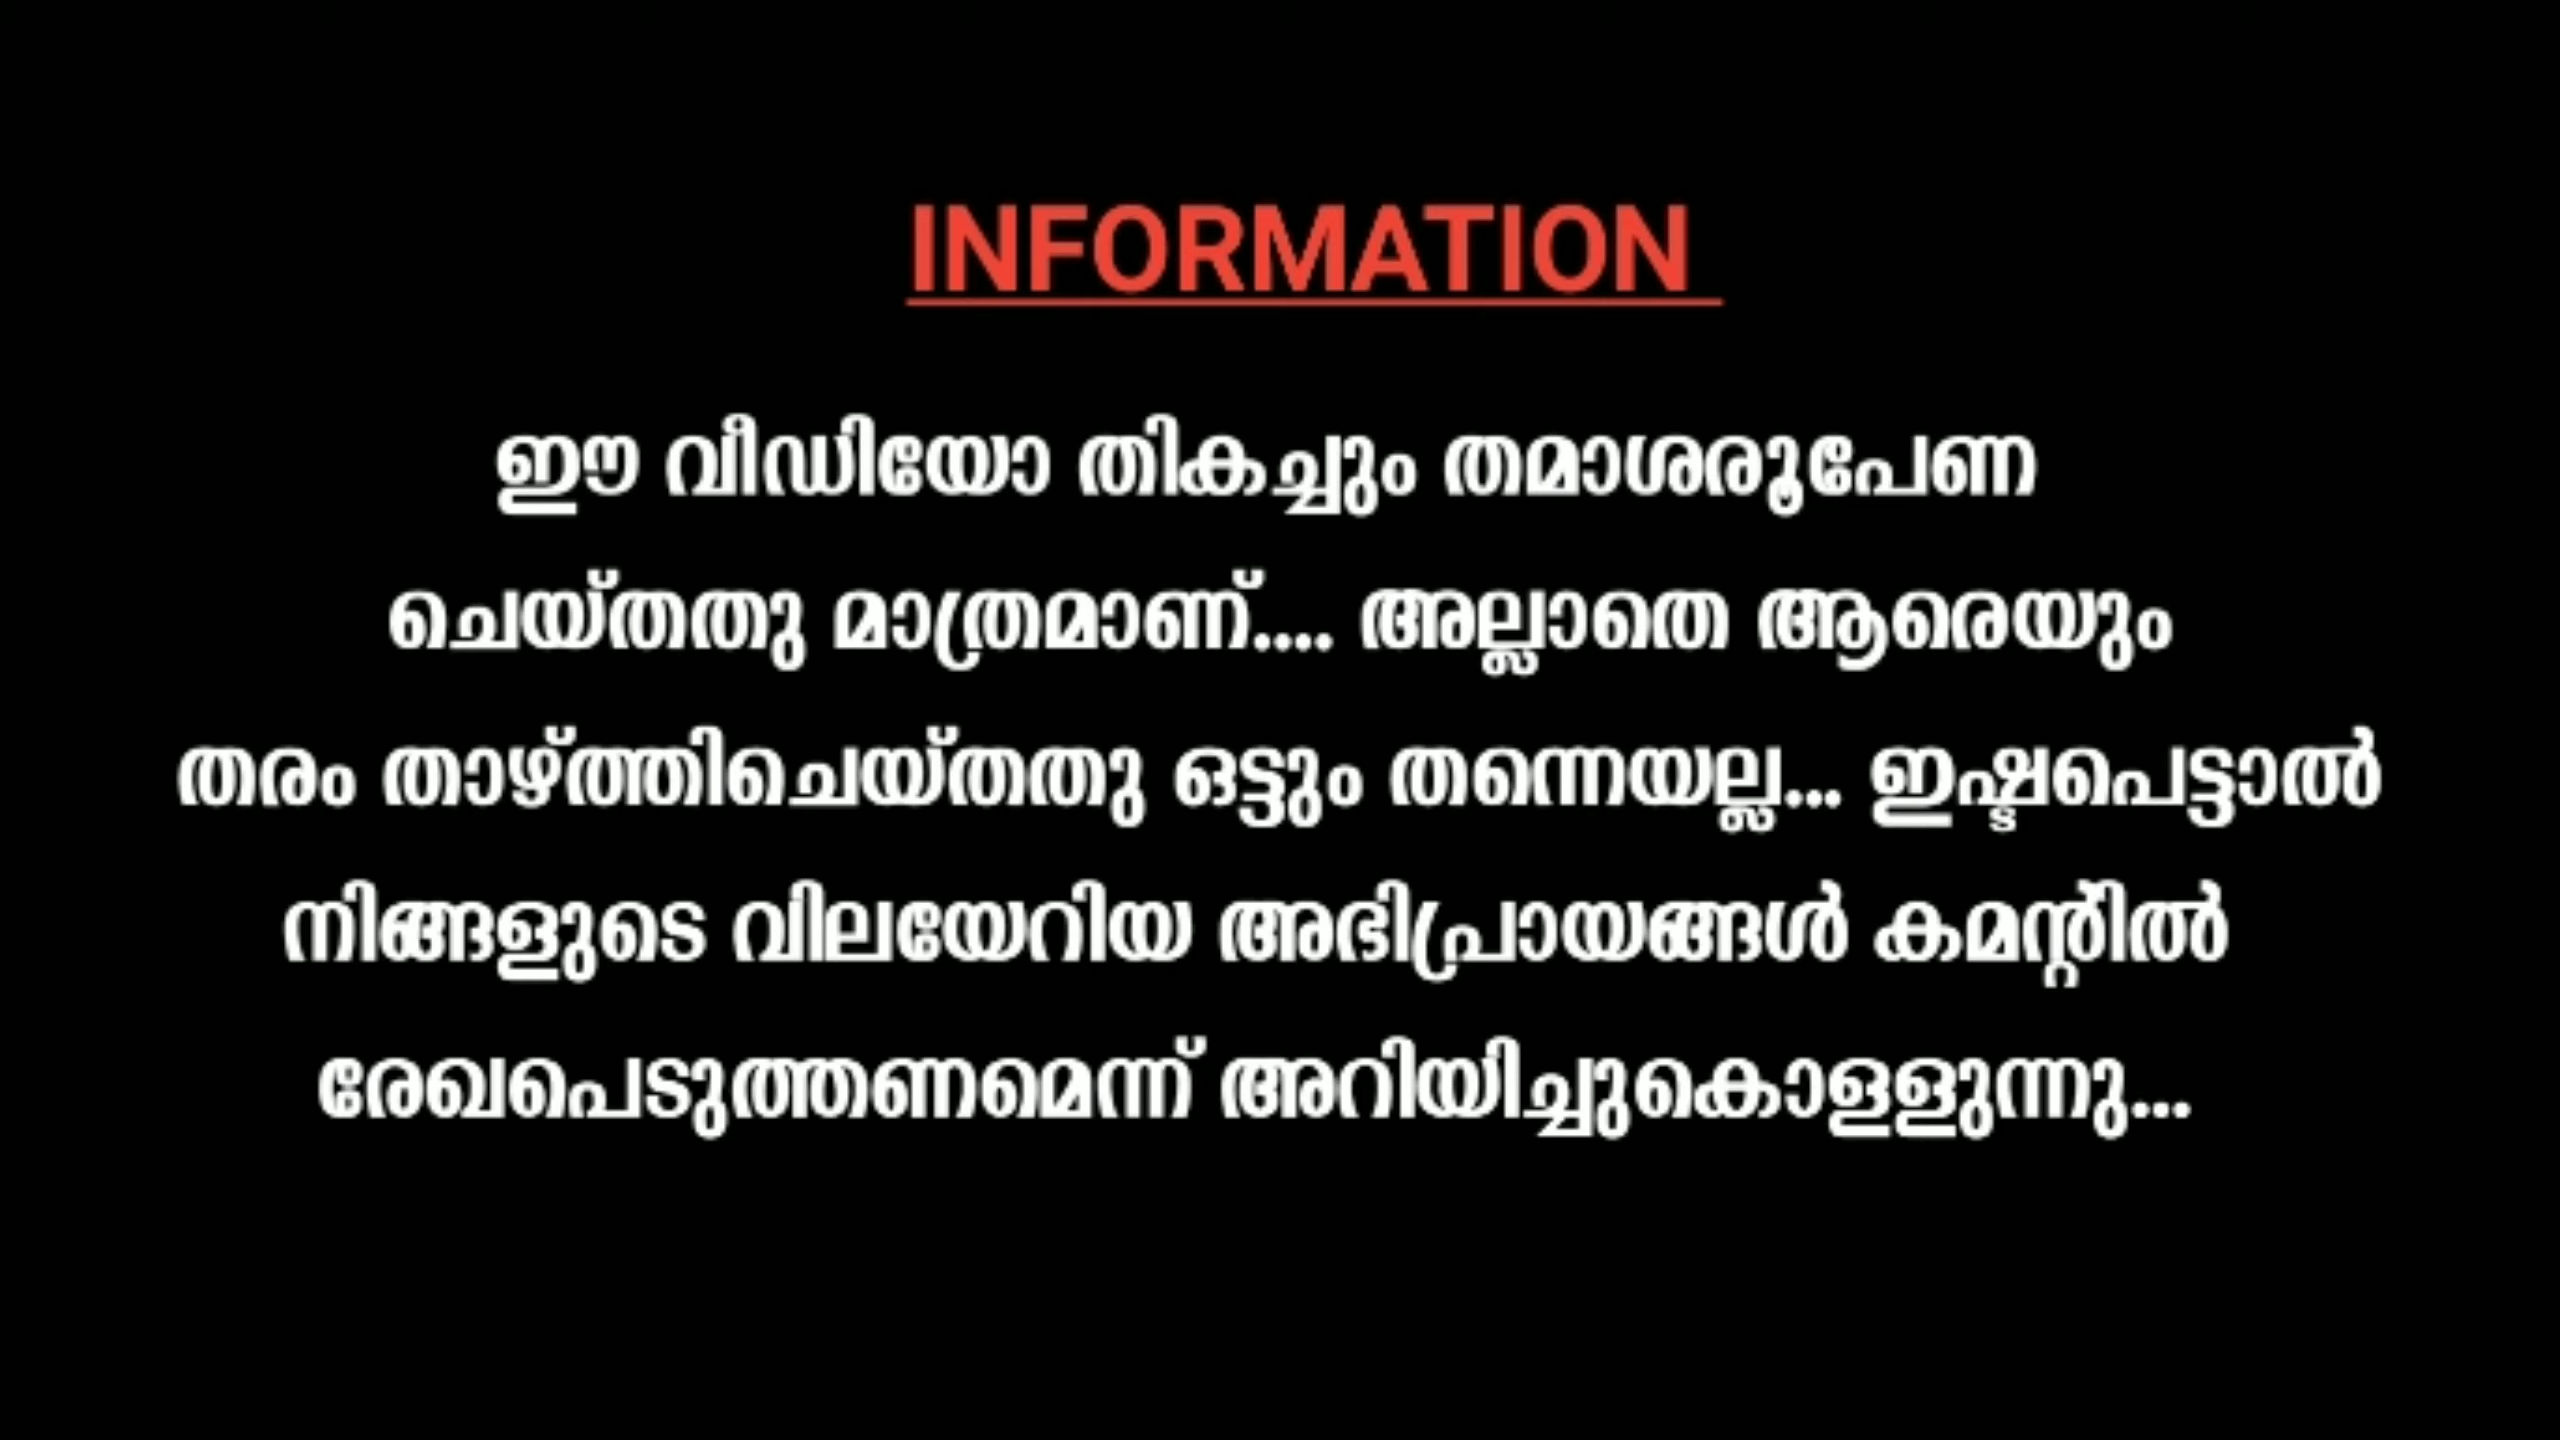 INFORMATION
ഈ വീഡിയോ തികച്ചും തമാശരൂപേണ
ചെയ്തതു മാത്രമാണ്.... അല്ലാതെ ആരെയും
തരം താഴ്ത്തിചെയ്തതു ഒട്ടും തന്നെയല്ല... ഇഷ്ടപെട്ടാൽ
നിങ്ങളുടെ വിലയേറിയ അഭിപ്രായങ്ങൾ കമന്റിൽ
രേഖപെടുത്തണമെന്ന് അറിയിച്ചുകൊളളുന്നു...